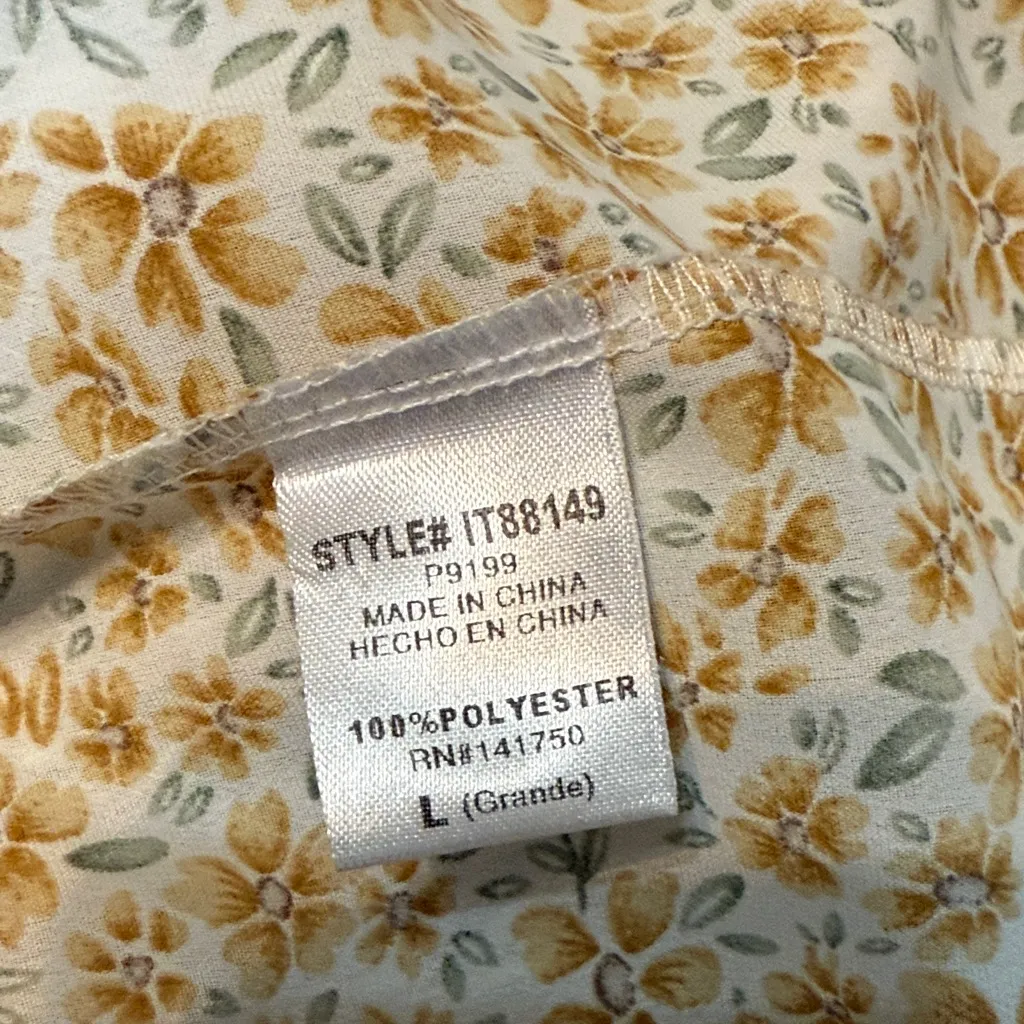 STYLE# IT88149
P9199
MADE IN CHINA
HECHO EN CHINA
100%POLYESTER
RN#141750
L (Grande)